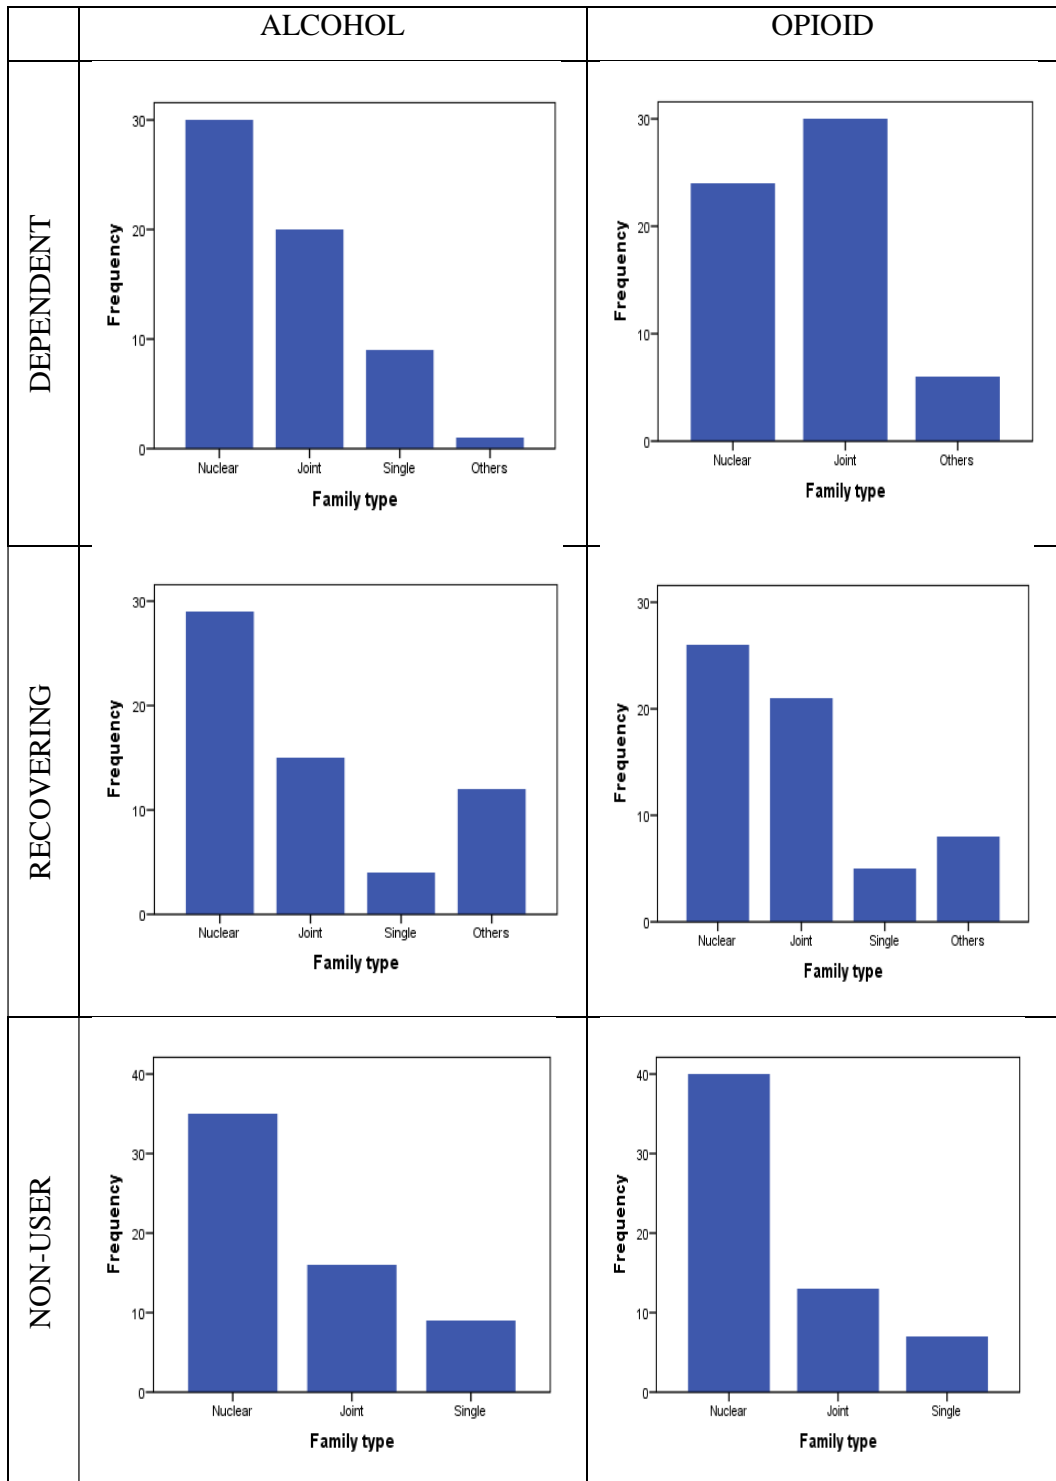 ALCOHOL
OPIOID
DEPENDENT
Frequency
30
20
10
0
Nuclear Joint Single Others
Family type
Frequency
30
20
10
0
Nuclear Joint Others
Family type
RECOVERING
Frequency
30
20
10
0
Nuclear Joint Single Others
Family type
Frequency
30
20
10
0
Nuclear Joint Single Others
Family type
NON-USER
Frequency
40
30
20
10
0
Nuclear Joint Single
Family type
Frequency
40
30
20
10
0
Nuclear Joint Single
Family type